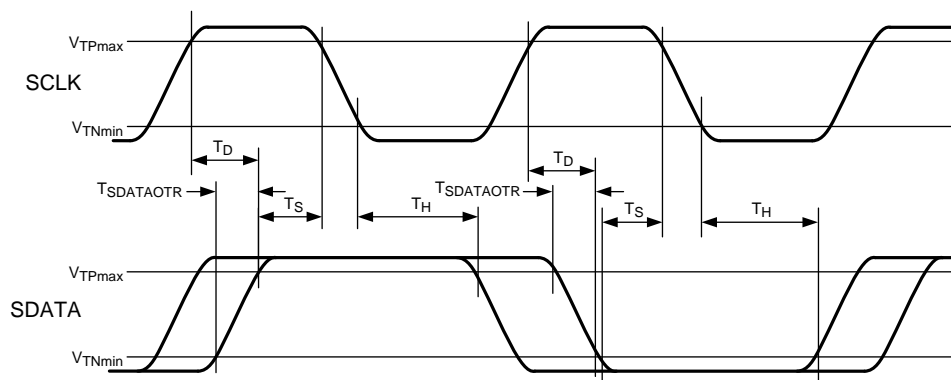 VTPmax
SCLK
VTNmin
TD
TD
TSDATAOTR
TSDATAOTR
TS
TH
TS
TH
VTPmax
SDATA
VTNmin